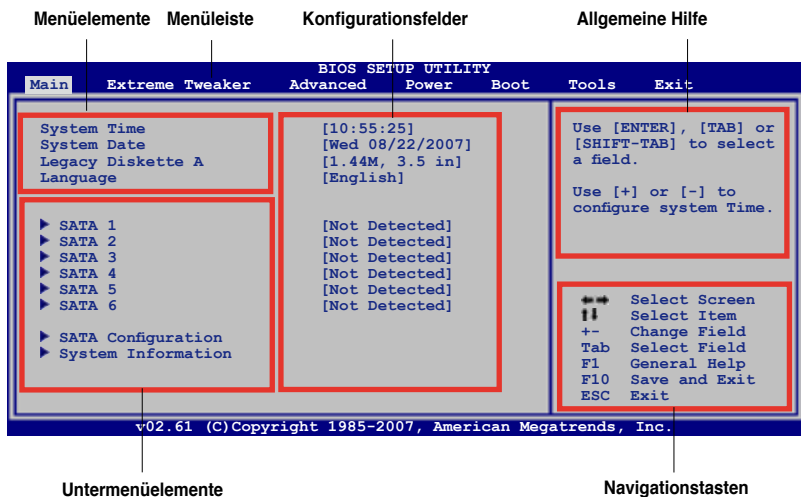 Menüelemente Menüleiste Konfigurationsfelder Allgemeine Hilfe
BIOS SETUP UTILITY
Main Extreme Tweaker Advanced Power Boot Tools Exit
System Time [10:55:25]
System Date [Wed 08/22/2007]
Legacy Diskette A [1.44M, 3.5 in]
Language [English]
SATA 1 [Not Detected]
SATA 2 [Not Detected]
SATA 3 [Not Detected]
SATA 4 [Not Detected]
SATA 5 [Not Detected]
SATA 6 [Not Detected]
SATA Configuration
System Information
Use [ENTER], [TAB] or
[SHIFT-TAB] to select
a field.
Use [+] or [-] to
configure system Time.
Select Screen
Select Item
+- Change Field
Tab Select Field
F1 General Help
F10 Save and Exit
ESC Exit
v02.61 (C)Copyright 1985-2007, American Megatrends, Inc.
Untermenüelemente Navigationstasten